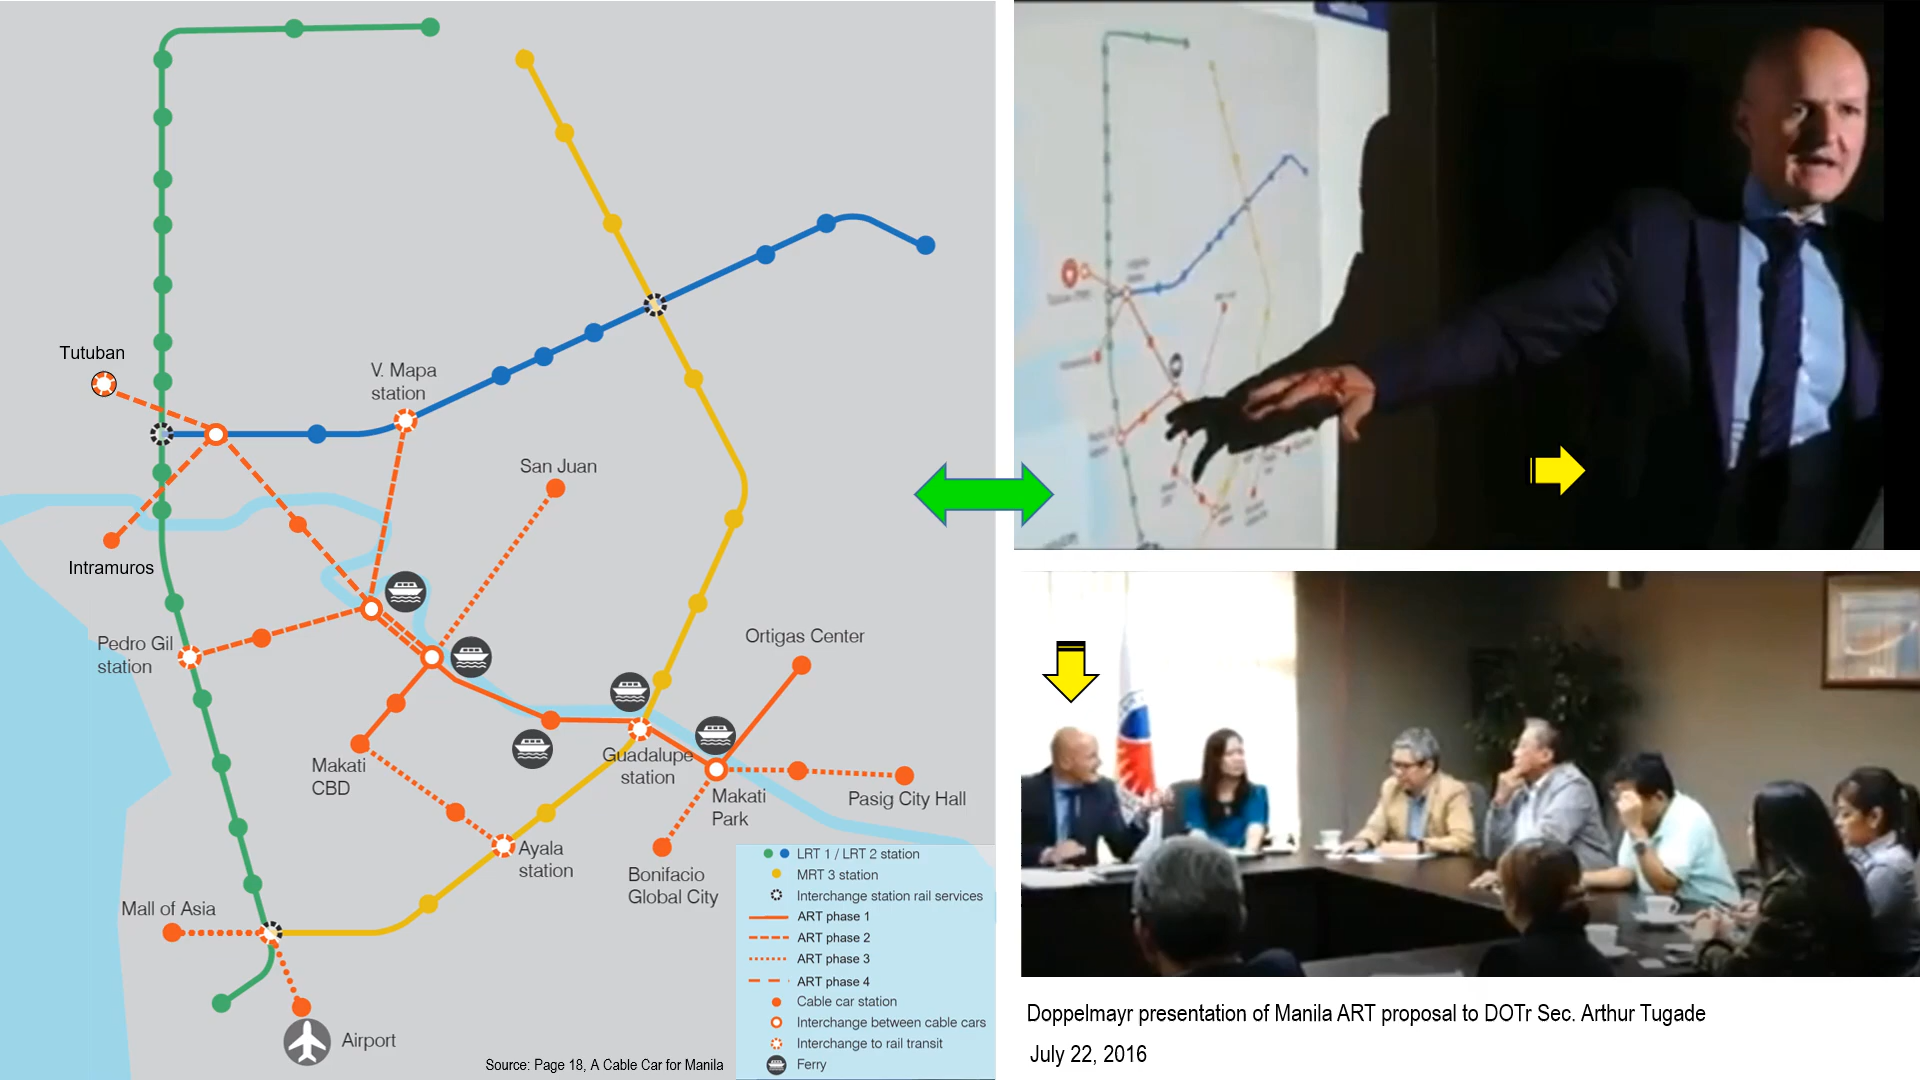 Tutuban
V. Mapa
station
San Juan
Intramuros
Pedro Gil
station
Ortigas Center
Makati
CBD
Guadalupe
station
Makati
Park
Pasig City Hall
Ayala
station
Bonifacio
Global City
Mall of Asia
Airport
LRT 1 / LRT 2 station
MRT 3 station
Interchange station rail services
ART phase 1
ART phase 2
ART phase 3
ART phase 4
Cable car station
Interchange between cable cars
Interchange to rail transit
Ferry
Source: Page 18, A Cable Car for Manila
Doppelmayr presentation of Manila ART proposal to DOTr Sec. Arthur Tugade
July 22, 2016